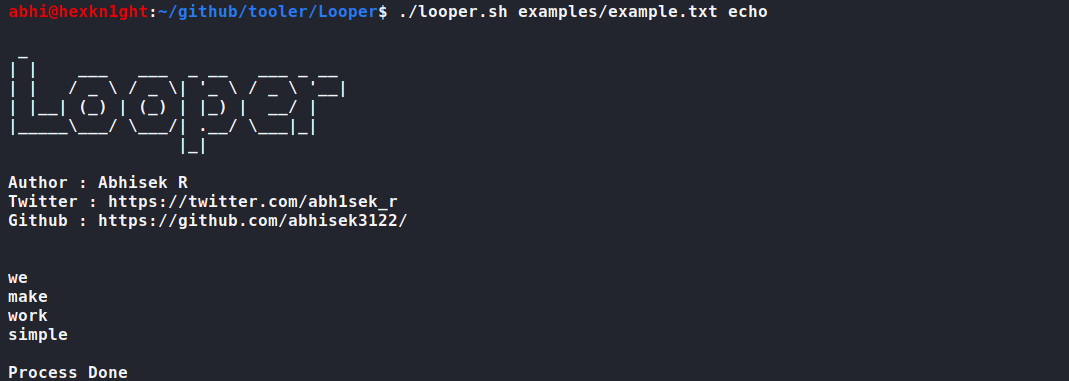 abhi@hexkn1ght:~/github/tooler/Looper$ ./looper.sh examples/example.txt echo
Looper
Author : Abhisek R
Twitter : https://twitter.com/abh1sek_r
Github : https://github.com/abhisek3122/
we
make
work
simple
Process Done